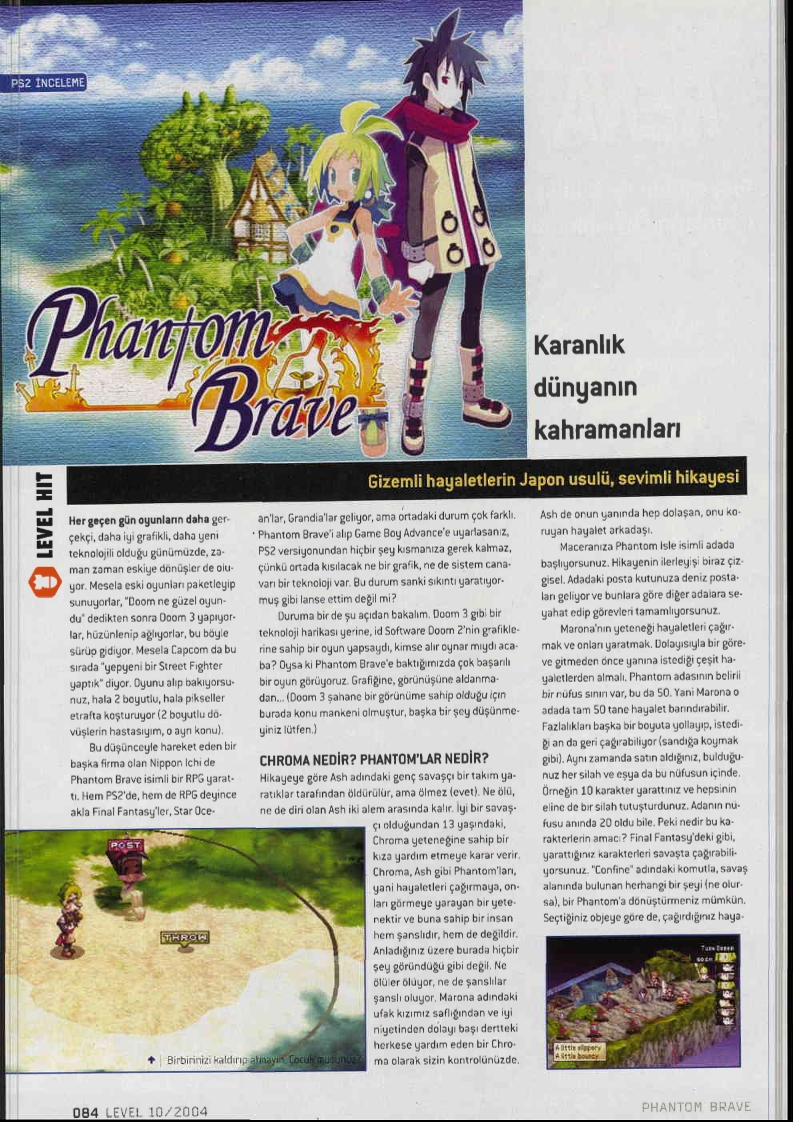 PS2 İNCELEME
Phantom
Brave
Karanlık
dünyanın
kahramanları
Gizemli hayaletlerin Japon usulü, sevimli hikayesi
LEVEL HIT
Her geçen gün oyunların daha ger-
çekçi, daha iyi grafikli, daha yeni
teknolojili olduğu günümüzde, za-
man zaman eskiye dönüşler de olu-
yor. Mesela eski oyunları paketleyip
sunuyorlar, "Doom ne güzel oyun-
du" dedikten sonra Doom 3 yapıyor-
lar, hüzünlenip ağlıyorlar, bu böyle
sürüp gidiyor. Mesela Capcom da bu
sırada "yepyeni bir Street Fighter
yaptık" diyor. Oyunu alıp bakıyorsu-
nuz, hala 2 boyutlu, hala pikseller
etrafta koşturuyor (2 boyutlu dö-
vüşlerin hastasıyım, o ayrı konu).
Bu düşünceyle hareket eden bir
başka firma olan Nippon Ichi de
Phantom Brave isimli bir RPG yarat-
tı. Hem PS2'de, hem de RPG deyince
akla Final Fantasy'ler, Star Oce-
an'lar, Grandia'lar geliyor, ama ortadaki durum çok farklı.
Phantom Brave'i alıp Game Boy Advance'e uyarlasanız,
PS2 versiyonundan hiçbir şey kısmanıza gerek kalmaz,
çünkü ortada kısılacak ne bir grafik, ne de sistem cana-
varı bir teknoloji var. Bu durum sanki sıkıntı yaratıyor-
muş gibi lanse ettim değil mi?
Duruma bir de şu açıdan bakalım. Doom 3 gibi bir
teknoloji harikası yerine, id Software Doom 2'nin grafikle-
rine sahip bir oyun yapsaydı, kimse alır oynar mıydı aca-
ba? Oysa ki Phantom Brave'e baktığımızda çok başarılı
bir oyun görüyoruz. Grafiğine, görünüşüne aldanma-
dan... (Doom 3 şahane bir görünüme sahip olduğu için
burada konu mankeni olmuştur, başka bir şey düşünme-
yiniz lütfen.)
CHROMA NEDİR? PHANTOM'LAR NEDİR?
Hikayeye göre Ash adındaki genç savaşçı bir takım ya-
ratıklar tarafından öldürülür, ama ölmez (evet). Ne ölü,
ne de diri olan Ash iki alem arasında kalır. İyi bir savaş-
çı olduğundan 13 yaşındaki,
Chroma yeteneğine sahip bir
kıza yardım etmeye karar verir.
Chroma, Ash gibi Phantom'ları,
yani hayaletleri çağırmaya, on-
ları görmeye yarayan bir yete-
nektir ve buna sahip bir insan
hem şanslıdır, hem de değildir.
Anladığınız üzere burada hiçbir
şey göründüğü gibi değil. Ne
ölüler ölüyor, ne de şanslılar
şanslı oluyor. Marona adındaki
ufak kızımız saflığından ve iyi
niyetinden dolayı başı dertteki
herkese yardım eden bir Chro-
ma olarak sizin kontrolünüzde.
Ash de onun yanında hep dolaşan, onu ko-
ruyan hayalet arkadaşı.
Maceranıza Phantom Isle isimli adada
başlıyorsunuz. Hikayenin ilerleyişi biraz çiz-
gisel. Adadaki posta kutunuza deniz posta-
ları geliyor ve bunlara göre diğer adalara se-
yahat edip görevleri tamamlıyorsunuz.
Marona'nın yeteneği hayaletleri çağır-
mak ve onları yaratmak. Dolayısıyla bir göre-
ve gitmeden önce yanına istediği çeşit ha-
yaletlerden almalı. Phantom adasının belirli
bir nüfus sınırı var, bu da 50. Yani Marona o
adada tam 50 tane hayalet barındırabilir.
Fazlalıkları başka bir boyuta yollayıp, istedi-
ği an da geri çağırabiliyor (sandığa koymak
gibi). Aynı zamanda satın aldığınız, bulduğu-
nuz her silah ve eşya da bu nüfusun içinde.
Örneğin 10 karakter yarattınız ve hepsinin
eline de bir silah tutuşturdunuz. Adanın nü-
fusu anında 20 oldu bile. Peki nedir bu ka-
rakterlerin amacı? Final Fantasy'deki gibi,
yarattığınız karakterleri savaşta çağırabili-
yorsunuz. "Confine" adındaki komutla, savaş
alanında bulunan herhangi bir şeyi (ne olur-
sa), bir Phantom'a dönüştürmeniz mümkün.
Seçtiğiniz objeye göre de, çağırdığınız haya-
POST
THROW
Birbirinizi kaldırıp atmayın. Çocuk musunuz?
A little slippery
A little bouncy
084 LEVEL 10/2004
PHANTOM BRAVE